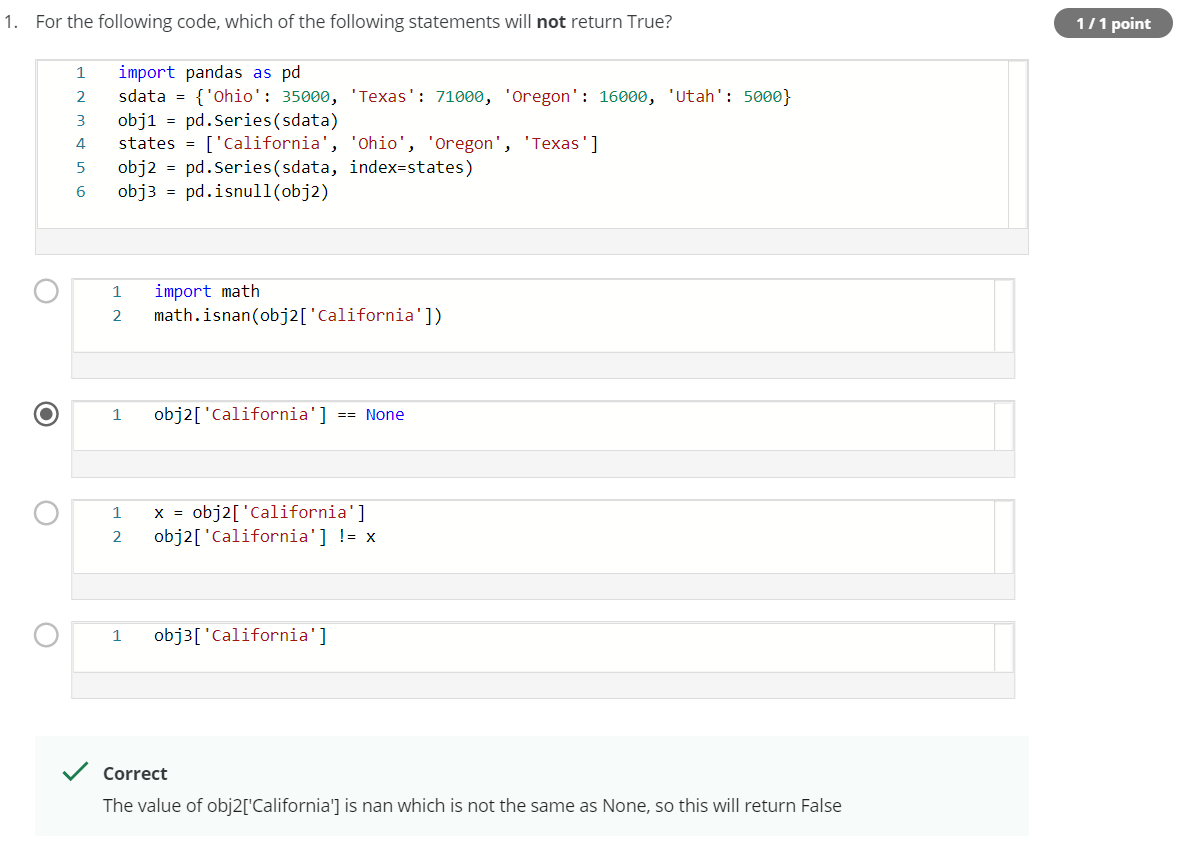 1. For the following code, which of the following statements will not return True?
1 / 1 point
1 import pandas as pd
2 sdata = {'Ohio': 35000, 'Texas': 71000, 'Oregon': 16000, 'Utah': 5000}
3 obj1 = pd.Series(sdata)
4 states = ['California', 'Ohio', 'Oregon', 'Texas']
5 obj2 = pd.Series(sdata, index=states)
6 obj3 = pd.isnull(obj2)
1 import math
2 math.isnan(obj2['California'])
1 obj2['California'] == None
1 x = obj2['California']
2 obj2['California'] != x
1 obj3['California']
Correct
The value of obj2['California'] is nan which is not the same as None, so this will return False